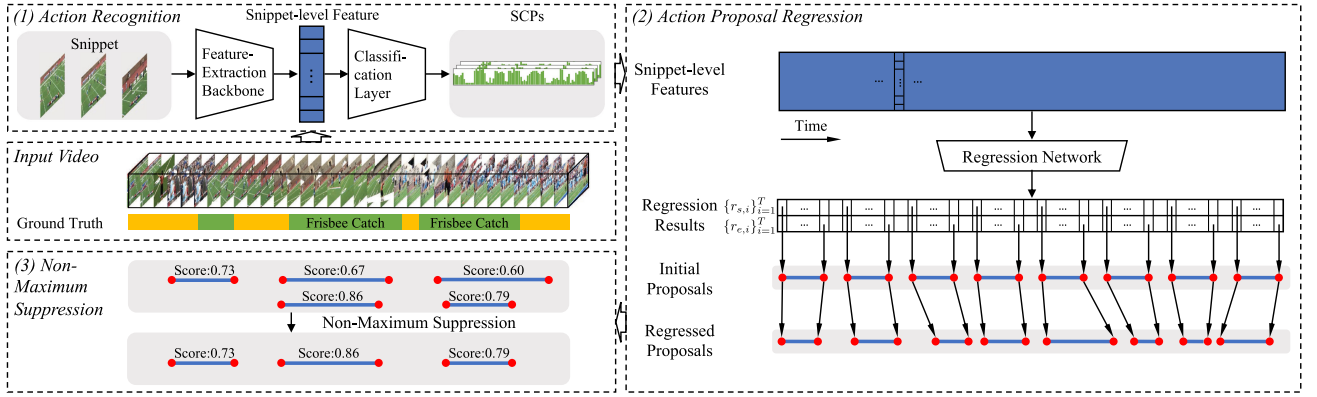 (1) Action Recognition
Snippet-level Feature
SCPs
Snippet
Feature-
Extraction
Backbone
⋮
Classifi-
cation
Layer
Input Video
Ground Truth
Frisbee Catch
Frisbee Catch
(2) Action Proposal Regression
Snippet-level
Features
... ⋮ ...
Time
Regression Network
Regression
Results
{r_{s,i}}_{i=1}^{T}
{r_{e,i}}_{i=1}^{T}
... ... ... ... ... ... ... ...
... ... ... ... ... ... ... ...
Initial
Proposals
Regressed
Proposals
(3) Non-
Maximum
Suppression
Score:0.73 Score:0.67 Score:0.60
Score:0.86 Score:0.79
Non-Maximum Suppression
Score:0.73 Score:0.86 Score:0.79